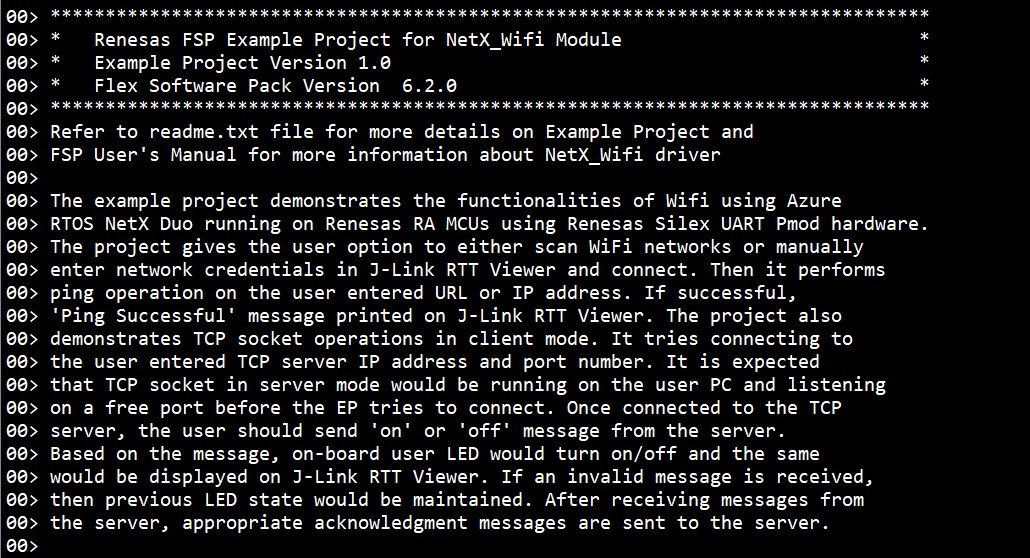 00> ********************************************************************************
00> *   Renesas FSP Example Project for NetX_Wifi Module                           *
00> *   Example Project Version 1.0                                                *
00> *   Flex Software Pack Version  6.2.0                                          *
00> ********************************************************************************
00> Refer to readme.txt file for more details on Example Project and
00> FSP User's Manual for more information about NetX_Wifi driver
00>
00> The example project demonstrates the functionalities of Wifi using Azure
00> RTOS NetX Duo running on Renesas RA MCUs using Renesas Silex UART Pmod hardware.
00> The project gives the user option to either scan WiFi networks or manually
00> enter network credentials in J-Link RTT Viewer and connect. Then it performs
00> ping operation on the user entered URL or IP address. If successful,
00> 'Ping Successful' message printed on J-Link RTT Viewer. The project also
00> demonstrates TCP socket operations in client mode. It tries connecting to
00> the user entered TCP server IP address and port number. It is expected
00> that TCP socket in server mode would be running on the user PC and listening
00> on a free port before the EP tries to connect. Once connected to the TCP
00> server, the user should send 'on' or 'off' message from the server.
00> Based on the message, on-board user LED would turn on/off and the same
00> would be displayed on J-Link RTT Viewer. If an invalid message is received,
00> then previous LED state would be maintained. After receiving messages from
00> the server, appropriate acknowledgment messages are sent to the server.
00>